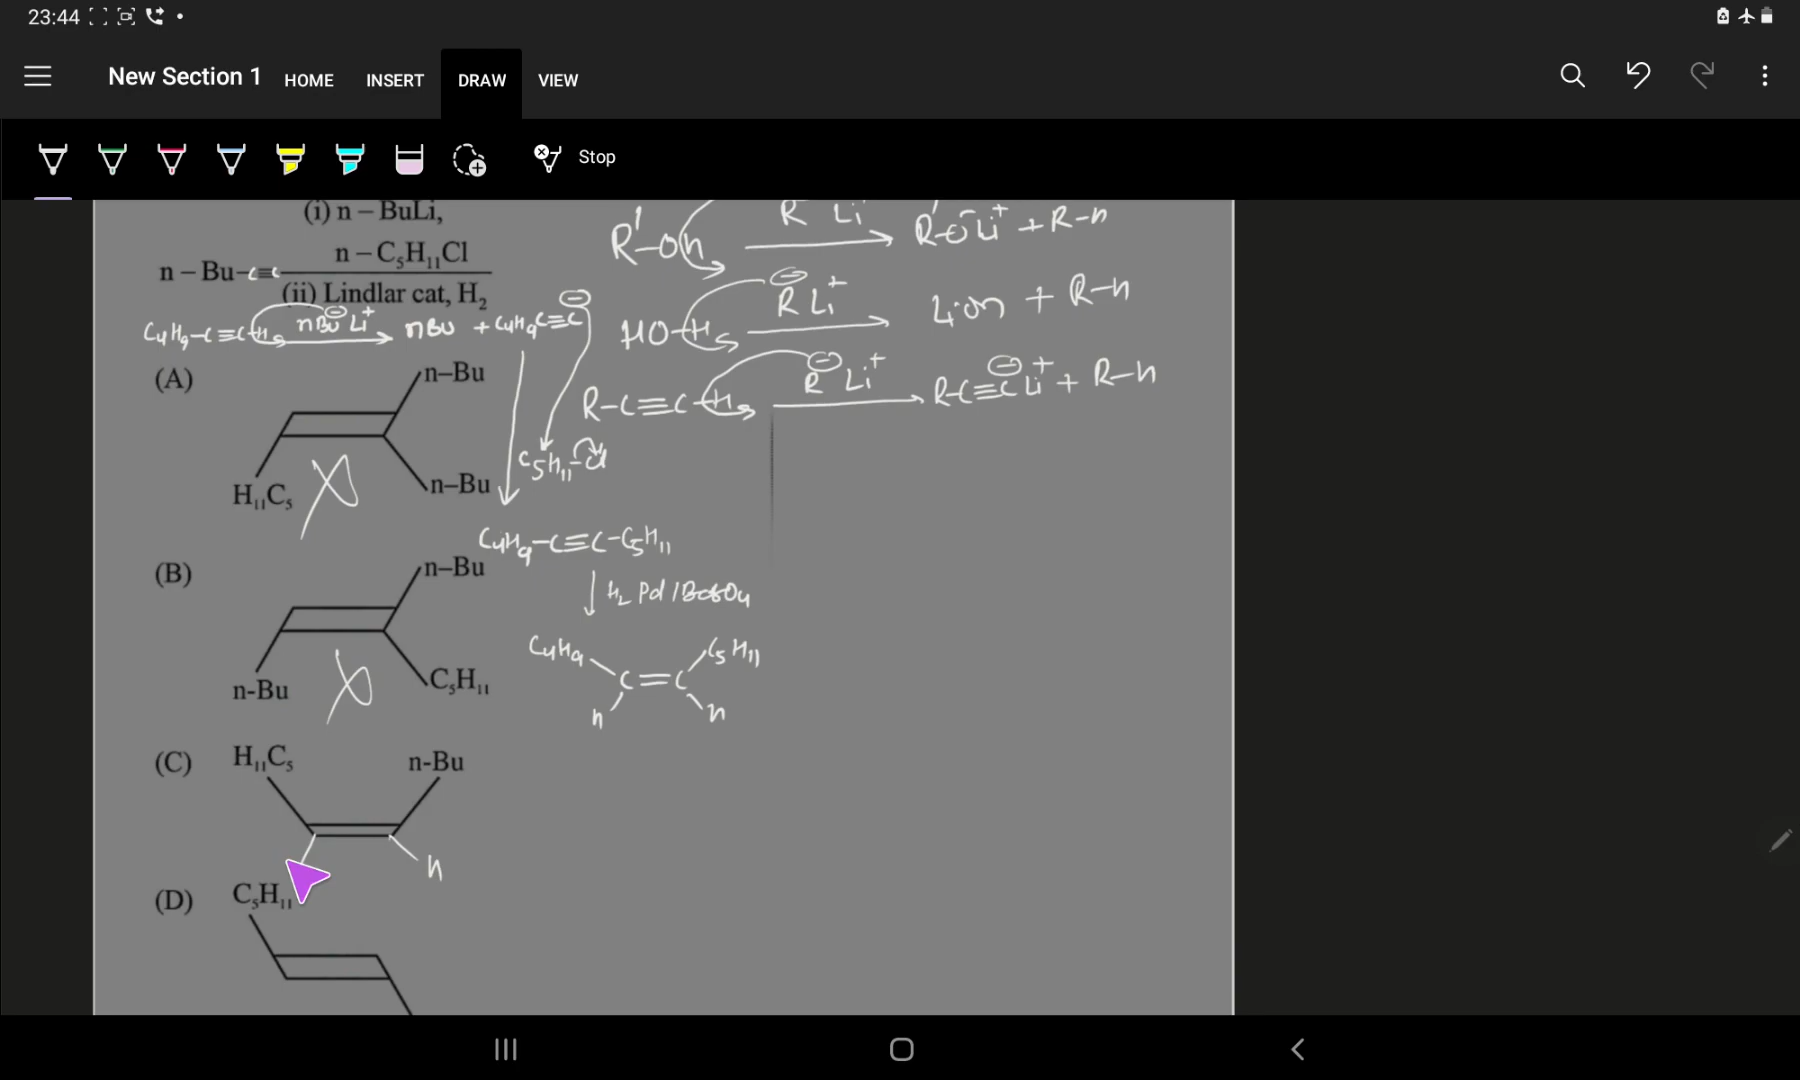 23:44
New Section 1 HOME INSERT DRAW VIEW
Stop
(i) n – BuLi,
n – C₅H₁₁Cl
n – Bu–C≡C
(ii) Lindlar cat, H₂
R'–OH R Li R'–O⁻Li⁺ + R–H
HO–H R⁻ Li⁺ LiOH + R–H
C₄H₉–C≡C–H nBu⁻ Li⁺ nBu + C₄H₉C≡C⁻
R–C≡C–H R⁻ Li⁺ R–C≡C⁻ Li⁺ + R–H
(A) n–Bu
H₁₁C₅ n–Bu
C₅H₁₁–Cl
C₄H₉–C≡C–C₅H₁₁
(B) n–Bu
n-Bu C₅H₁₁
H₂ Pd/BaSO₄
C₄H₉ C₅H₁₁
C=C
H H
(C) H₁₁C₅ n-Bu
H
(D) C₅H₁₁